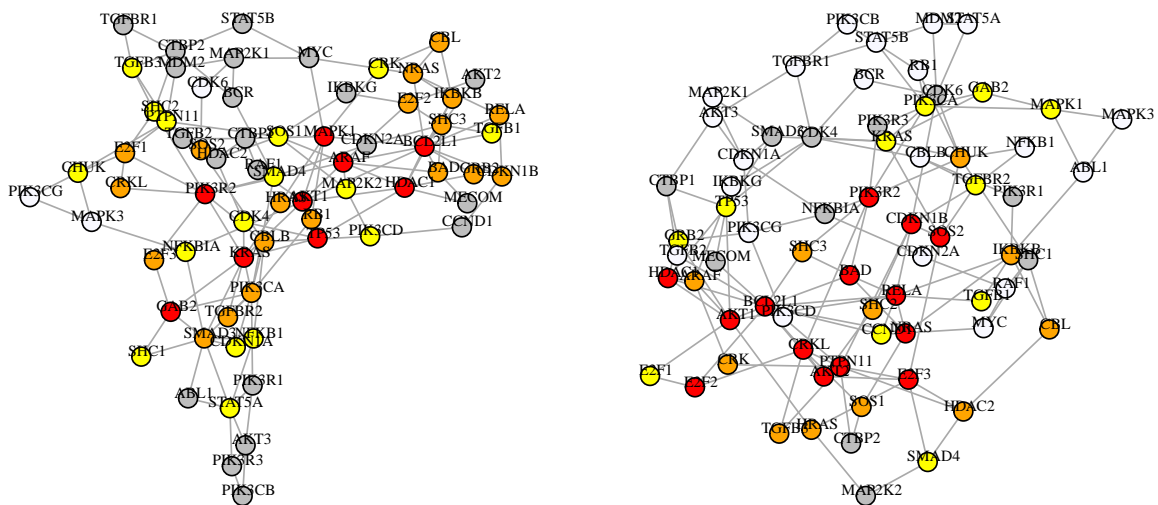 TGFBR1
STAT5B
CTBP2
MAP2K1
MYC
CBL
TGFB3
MDM2
CDK6
CRK
NRAS
AKT2
BCR
IKBKG
E2F2
IKBKB
SHC2
PTPN11
RELA
SHC3
TGFB1
TGFB2
CTBP1
SOS1
MAPK1
CDKN2A
BCL2L1
E2F1
SOS2
HDAC2
RAF1
ARAF
CHUK
CRKL
PIK3R2
SMAD4
MAP2K2
HDAC1
BAD
GRB2
CDKN1B
PIK3CG
MAPK3
HRAS
AKT1
MECOM
CDK4
RB1
CCND1
NFKBIA
CBLB
TP53
PIK3CD
E2F3
KRAS
GAB2
PIK3CA
TGFBR2
SHC1
SMAD3
CDKN1A
NFKB1
ABL1
PIK3R1
STAT5A
AKT3
PIK3R3
PIK3CB
PIK3CB
MDM2
STAT5A
STAT5B
TGFBR1
RB1
BCR
CDK6
GAB2
MAP2K1
PIK3CA
MAPK1
MAPK3
AKT3
SMAD3
CDK4
PIK3R3
KRAS
NFKB1
CDKN1A
CBLB
CHUK
ABL1
CTBP1
IKBKG
TGFBR2
TP53
PIK3R2
PIK3R1
NFKBIA
GRB2
PIK3CG
CDKN1B
SOS2
TGFB2
MECOM
SHC3
CDKN2A
IKBKB
SHC1
HDAC1
ARAF
BAD
RAF1
BCL2L1
RELA
TGFB1
AKT1
PIK3CD
SHC2
CCND1
NRAS
MYC
CBL
CRKL
E2F1
E2F2
CRK
PTPN11
AKT2
E2F3
SOS1
HDAC2
TGFB3
HRAS
CTBP2
SMAD4
MAP2K2